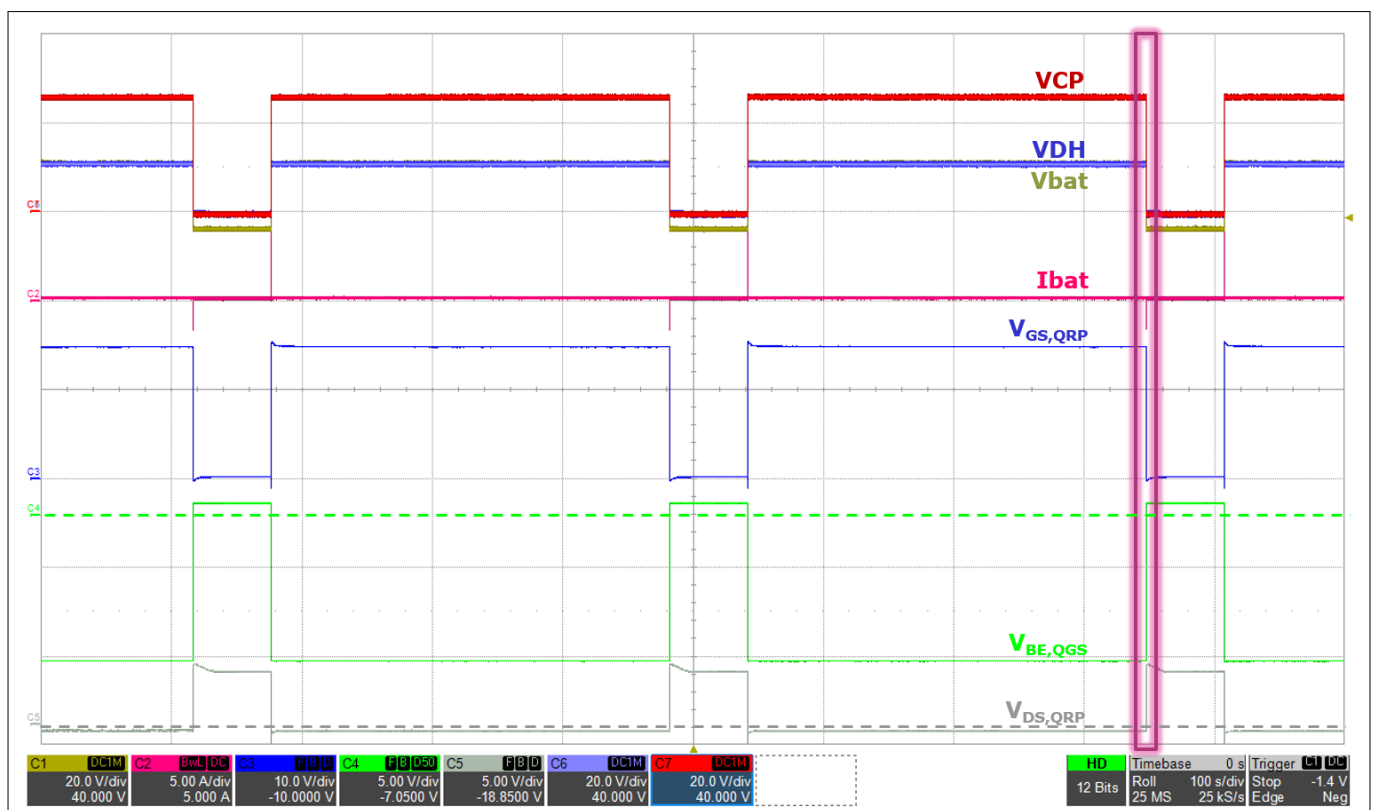 VCP
VDH
Vbat
Ibat
VGS,QRP
C2
C3
C4
VBE,QGS
VDS,QRP
C5
C1 DC1M
20.0 V/div
40.000 V
C2 BwL DC
5.00 A/div
5.000 A
C3 F B D
10.0 V/div
-10.0000 V
C4 F B D50
5.00 V/div
-7.0500 V
C5 F B D
5.00 V/div
-18.8500 V
C6 DC1M
20.0 V/div
40.000 V
C7 DC1M
20.0 V/div
40.000 V
HD
12 Bits
Timebase 0 s
Roll 100 s/div
25 MS 25 kS/s
Trigger C1 DC
Stop -1.4 V
Edge Neg